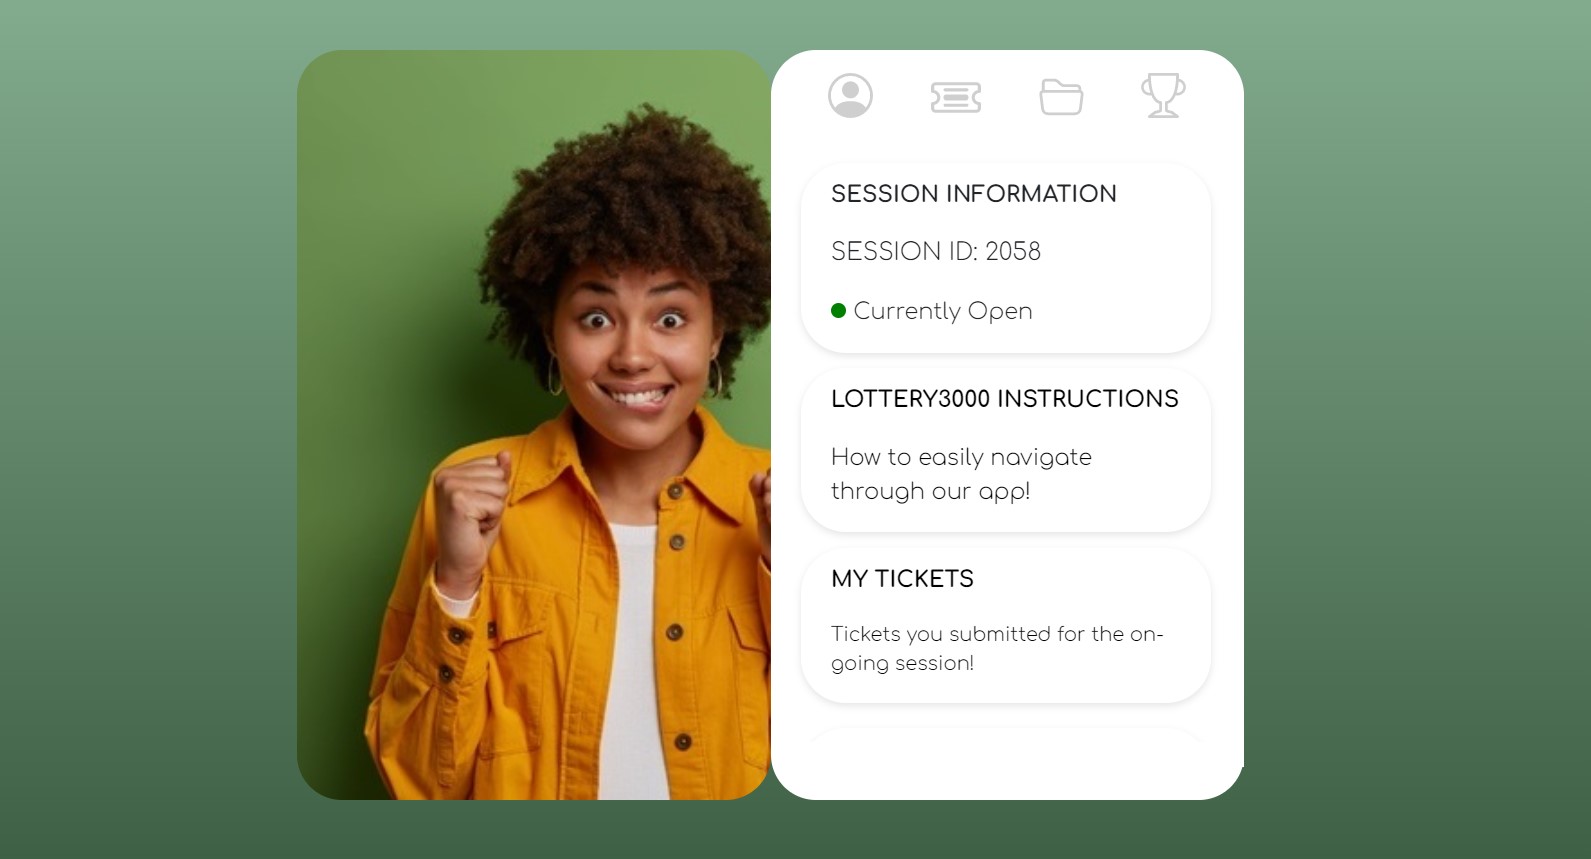 SESSION INFORMATION
SESSION ID: 2058
Currently Open
LOTTERY3000 INSTRUCTIONS
How to easily navigate
through our app!
MY TICKETS
Tickets you submitted for the on-
going session!